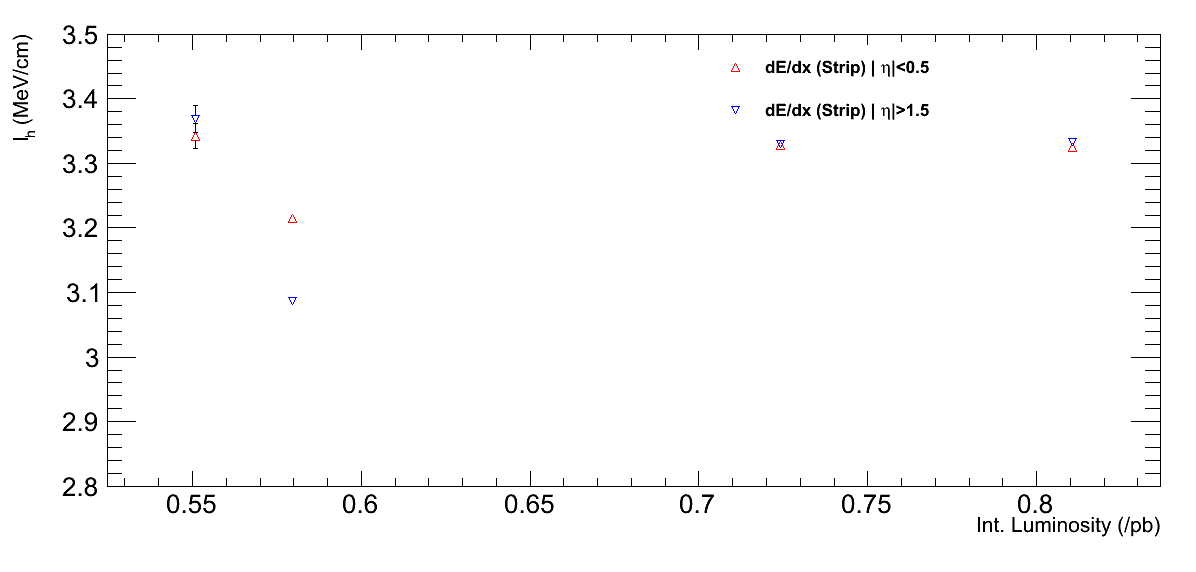 3.5
I_h (MeV/cm)
dE/dx (Strip) | η|<0.5
3.4
dE/dx (Strip) | η|>1.5
3.3
3.2
3.1
3
2.9
2.8
0.55 0.6 0.65 0.7 0.75 0.8
Int. Luminosity (/pb)